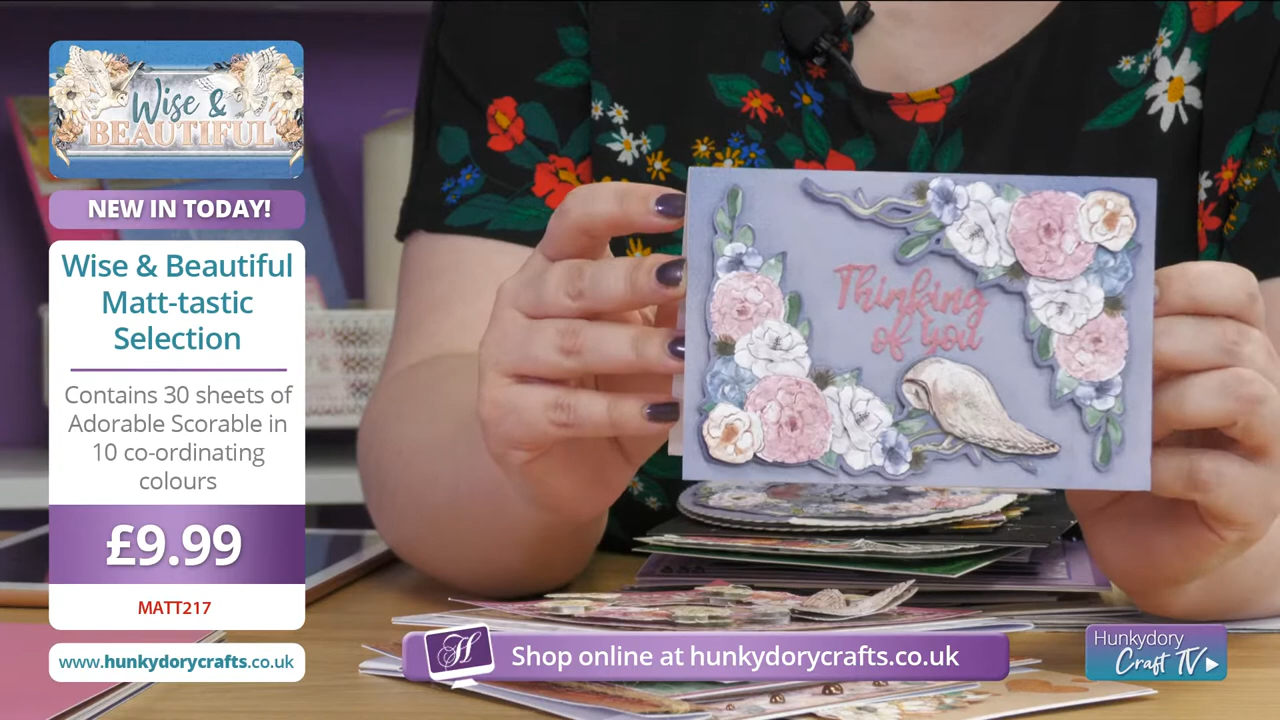 Wise &
BEAUTIFUL
NEW IN TODAY!
Wise & Beautiful
Matt-tastic
Selection
Contains 30 sheets of
Adorable Scorable in
10 co-ordinating
colours
£9.99
MATT217
www.hunkydorycrafts.co.uk
Thinking
of you
H
Shop online at hunkydorycrafts.co.uk
Hunkydory
Craft TV